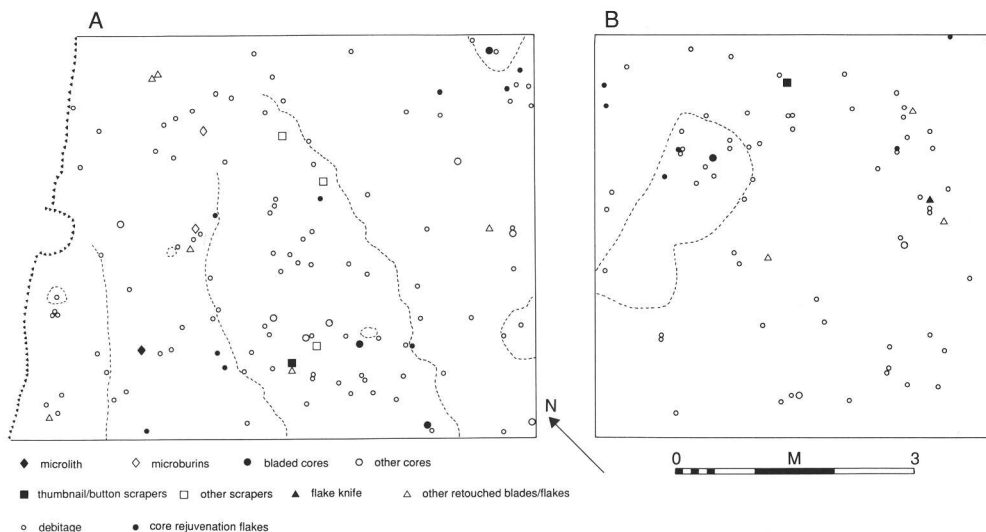 A
B
N
0 M 3
microlith microburins bladed cores other cores
thumbnail/button scrapers other scrapers flake knife other retouched blades/flakes
debitage core rejuvenation flakes